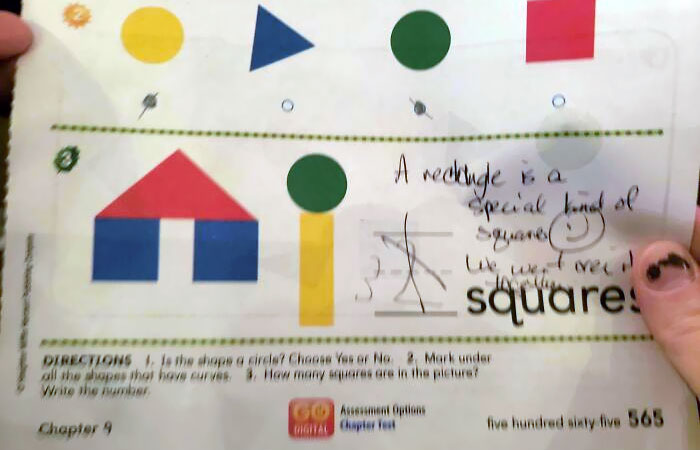 2
3
A rectangle is a
special kind of
square
We went over it
squares
DIRECTIONS 1. Is the shape a circle? Choose Yes or No. 2. Mark under
all the shapes that have curves. 3. How many squares are in the picture?
Write the number.
Chapter 9
GO
DIGITAL
Assessment Options
Chapter Test
five hundred sixty-five 565